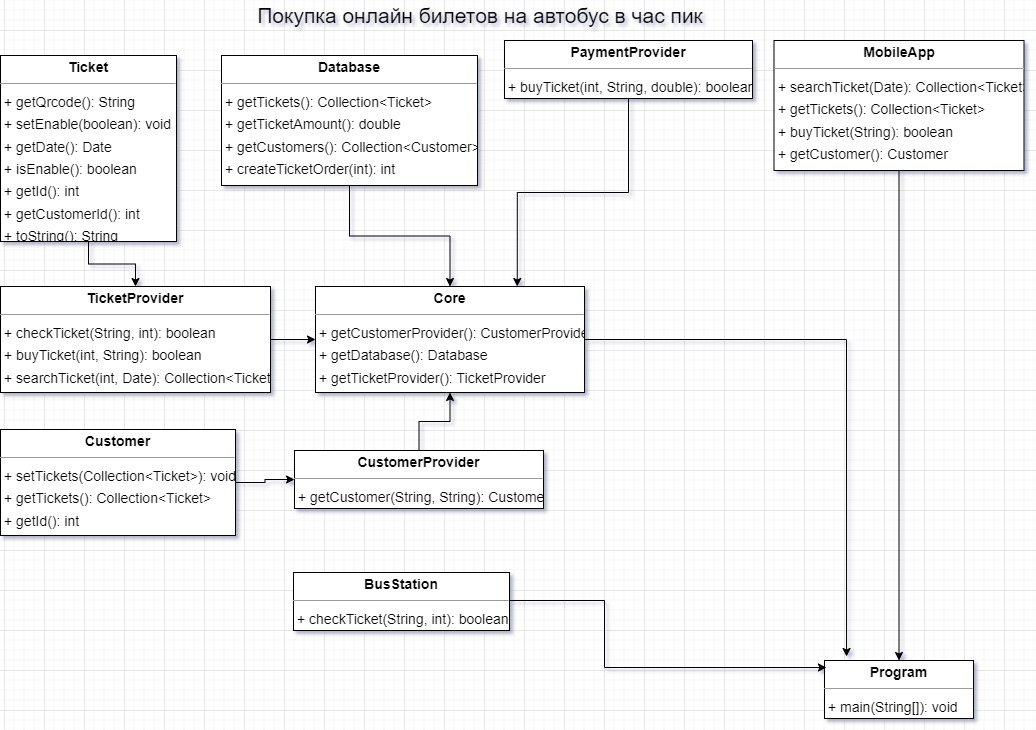 Покупка онлайн билетов на автобус в час пик
Ticket
+ getQrcode(): String
+ setEnable(boolean): void
+ getDate(): Date
+ isEnable(): boolean
+ getId(): int
+ getCustomerId(): int
+ toString(): String
Database
+ getTickets(): Collection<Ticket>
+ getTicketAmount(): double
+ getCustomers(): Collection<Customer>
+ createTicketOrder(int): int
PaymentProvider
+ buyTicket(int, String, double): boolean
MobileApp
+ searchTicket(Date): Collection<Ticket
+ getTickets(): Collection<Ticket>
+ buyTicket(String): boolean
+ getCustomer(): Customer
TicketProvider
+ checkTicket(String, int): boolean
+ buyTicket(int, String): boolean
+ searchTicket(int, Date): Collection<Ticket
Core
+ getCustomerProvider(): CustomerProvide
+ getDatabase(): Database
+ getTicketProvider(): TicketProvider
Customer
+ setTickets(Collection<Ticket>): void
+ getTickets(): Collection<Ticket>
+ getId(): int
CustomerProvider
+ getCustomer(String, String): Custome
BusStation
+ checkTicket(String, int): boolean
Program
+ main(String[]): void